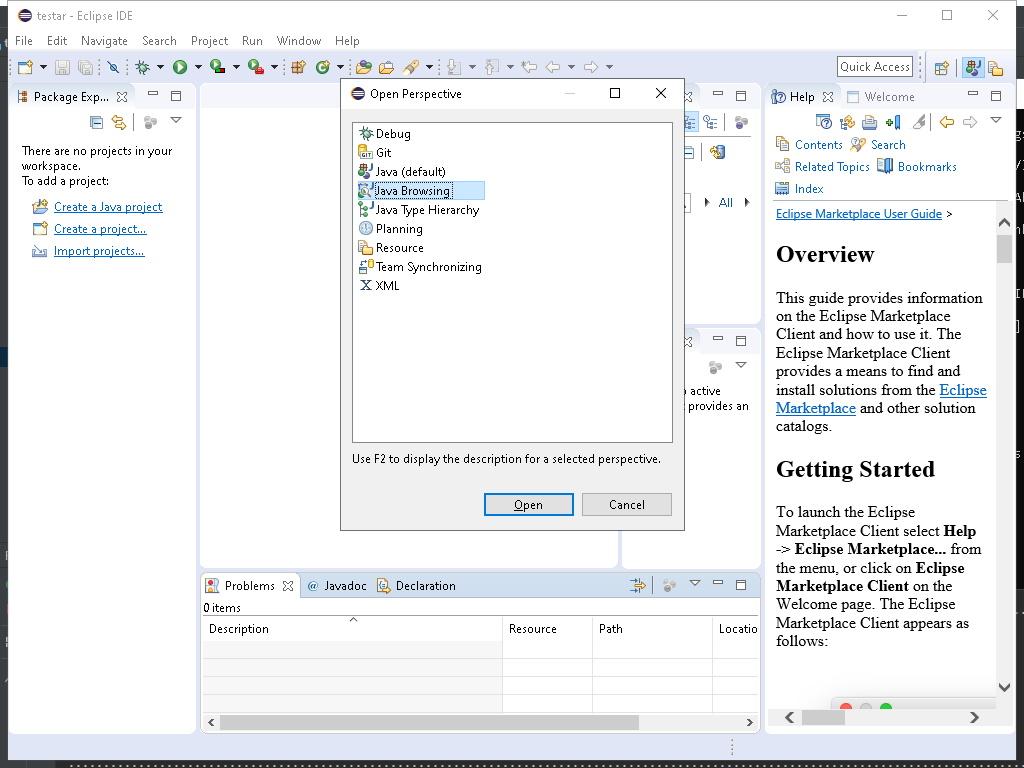 testar - Eclipse IDE
File Edit Navigate Search Project Run Window Help
Quick Access
Package Exp...
There are no projects in your
workspace.
To add a project:
Create a Java project
Create a project...
Import projects...
Open Perspective
Debug
Git
Java (default)
Java Browsing
Java Type Hierarchy
Planning
Resource
Team Synchronizing
XML
Use F2 to display the description for a selected perspective.
Open Cancel
All
active
provides an
Problems @ Javadoc Declaration
0 items
Description Resource Path Locatio
Help Welcome
Contents Search
Related Topics Bookmarks
Index
Eclipse Marketplace User Guide >
Overview
This guide provides information
on the Eclipse Marketplace
Client and how to use it. The
Eclipse Marketplace Client
provides a means to find and
install solutions from the Eclipse
Marketplace and other solution
catalogs.
Getting Started
To launch the Eclipse
Marketplace Client select Help
-> Eclipse Marketplace... from
the menu, or click on Eclipse
Marketplace Client on the
Welcome page. The Eclipse
Marketplace Client appears as
follows: